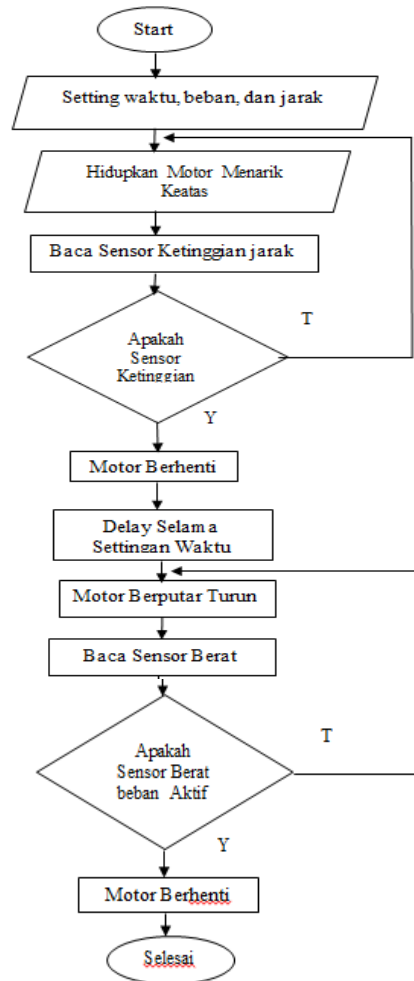 Start
Setting waktu, beban, dan jarak
Hidupkan Motor Menarik
Keatas
Baca Sensor Ketinggian jarak
T
Apakah
Sensor
Ketinggian
Y
Motor Berhenti
Delay Selama
Settingan Waktu
Motor Berputar Turun
Baca Sensor Berat
T
Apakah
Sensor Berat
beban Aktif
Y
Motor Berhenti
Selesai